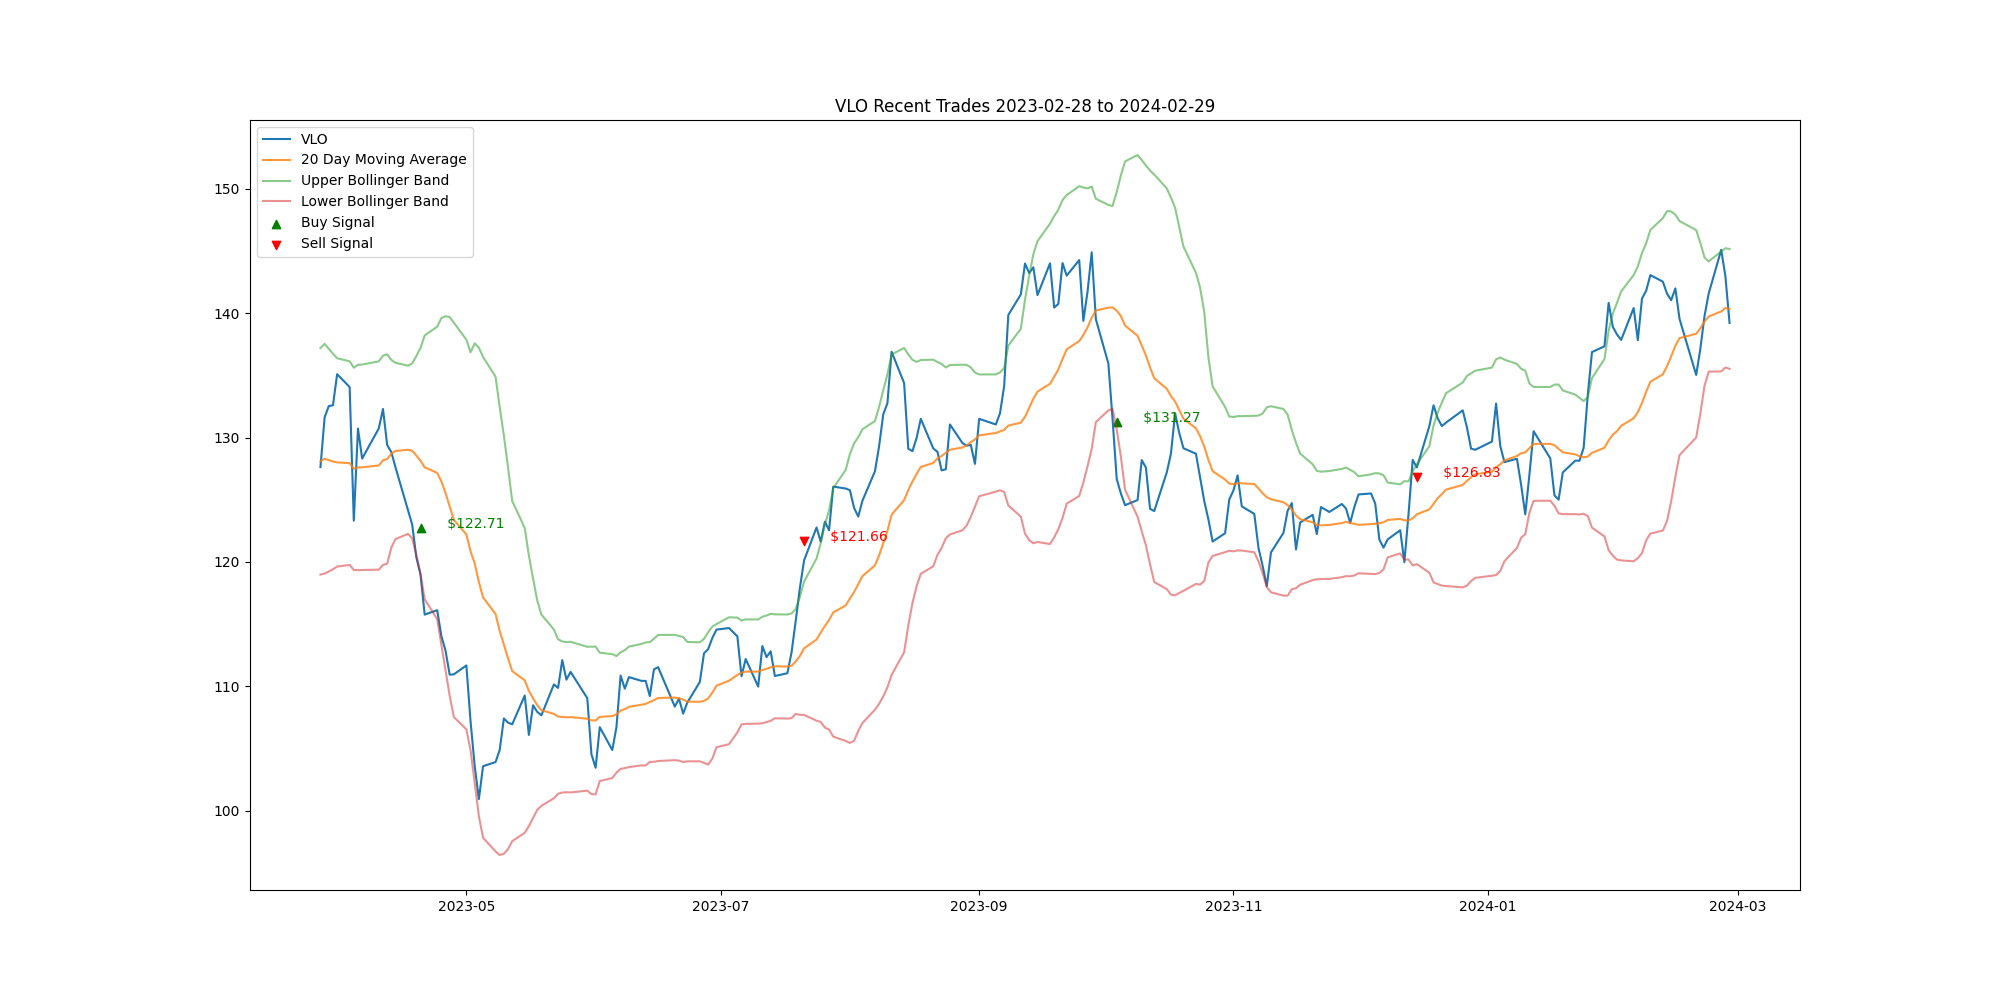 VLO Recent Trades 2023-02-28 to 2024-02-29
VLO
20 Day Moving Average
Upper Bollinger Band
Lower Bollinger Band
Buy Signal
Sell Signal
150
140
130
120
110
100
$122.71
$121.66
$131.27
$126.83
2023-05
2023-07
2023-09
2023-11
2024-01
2024-03